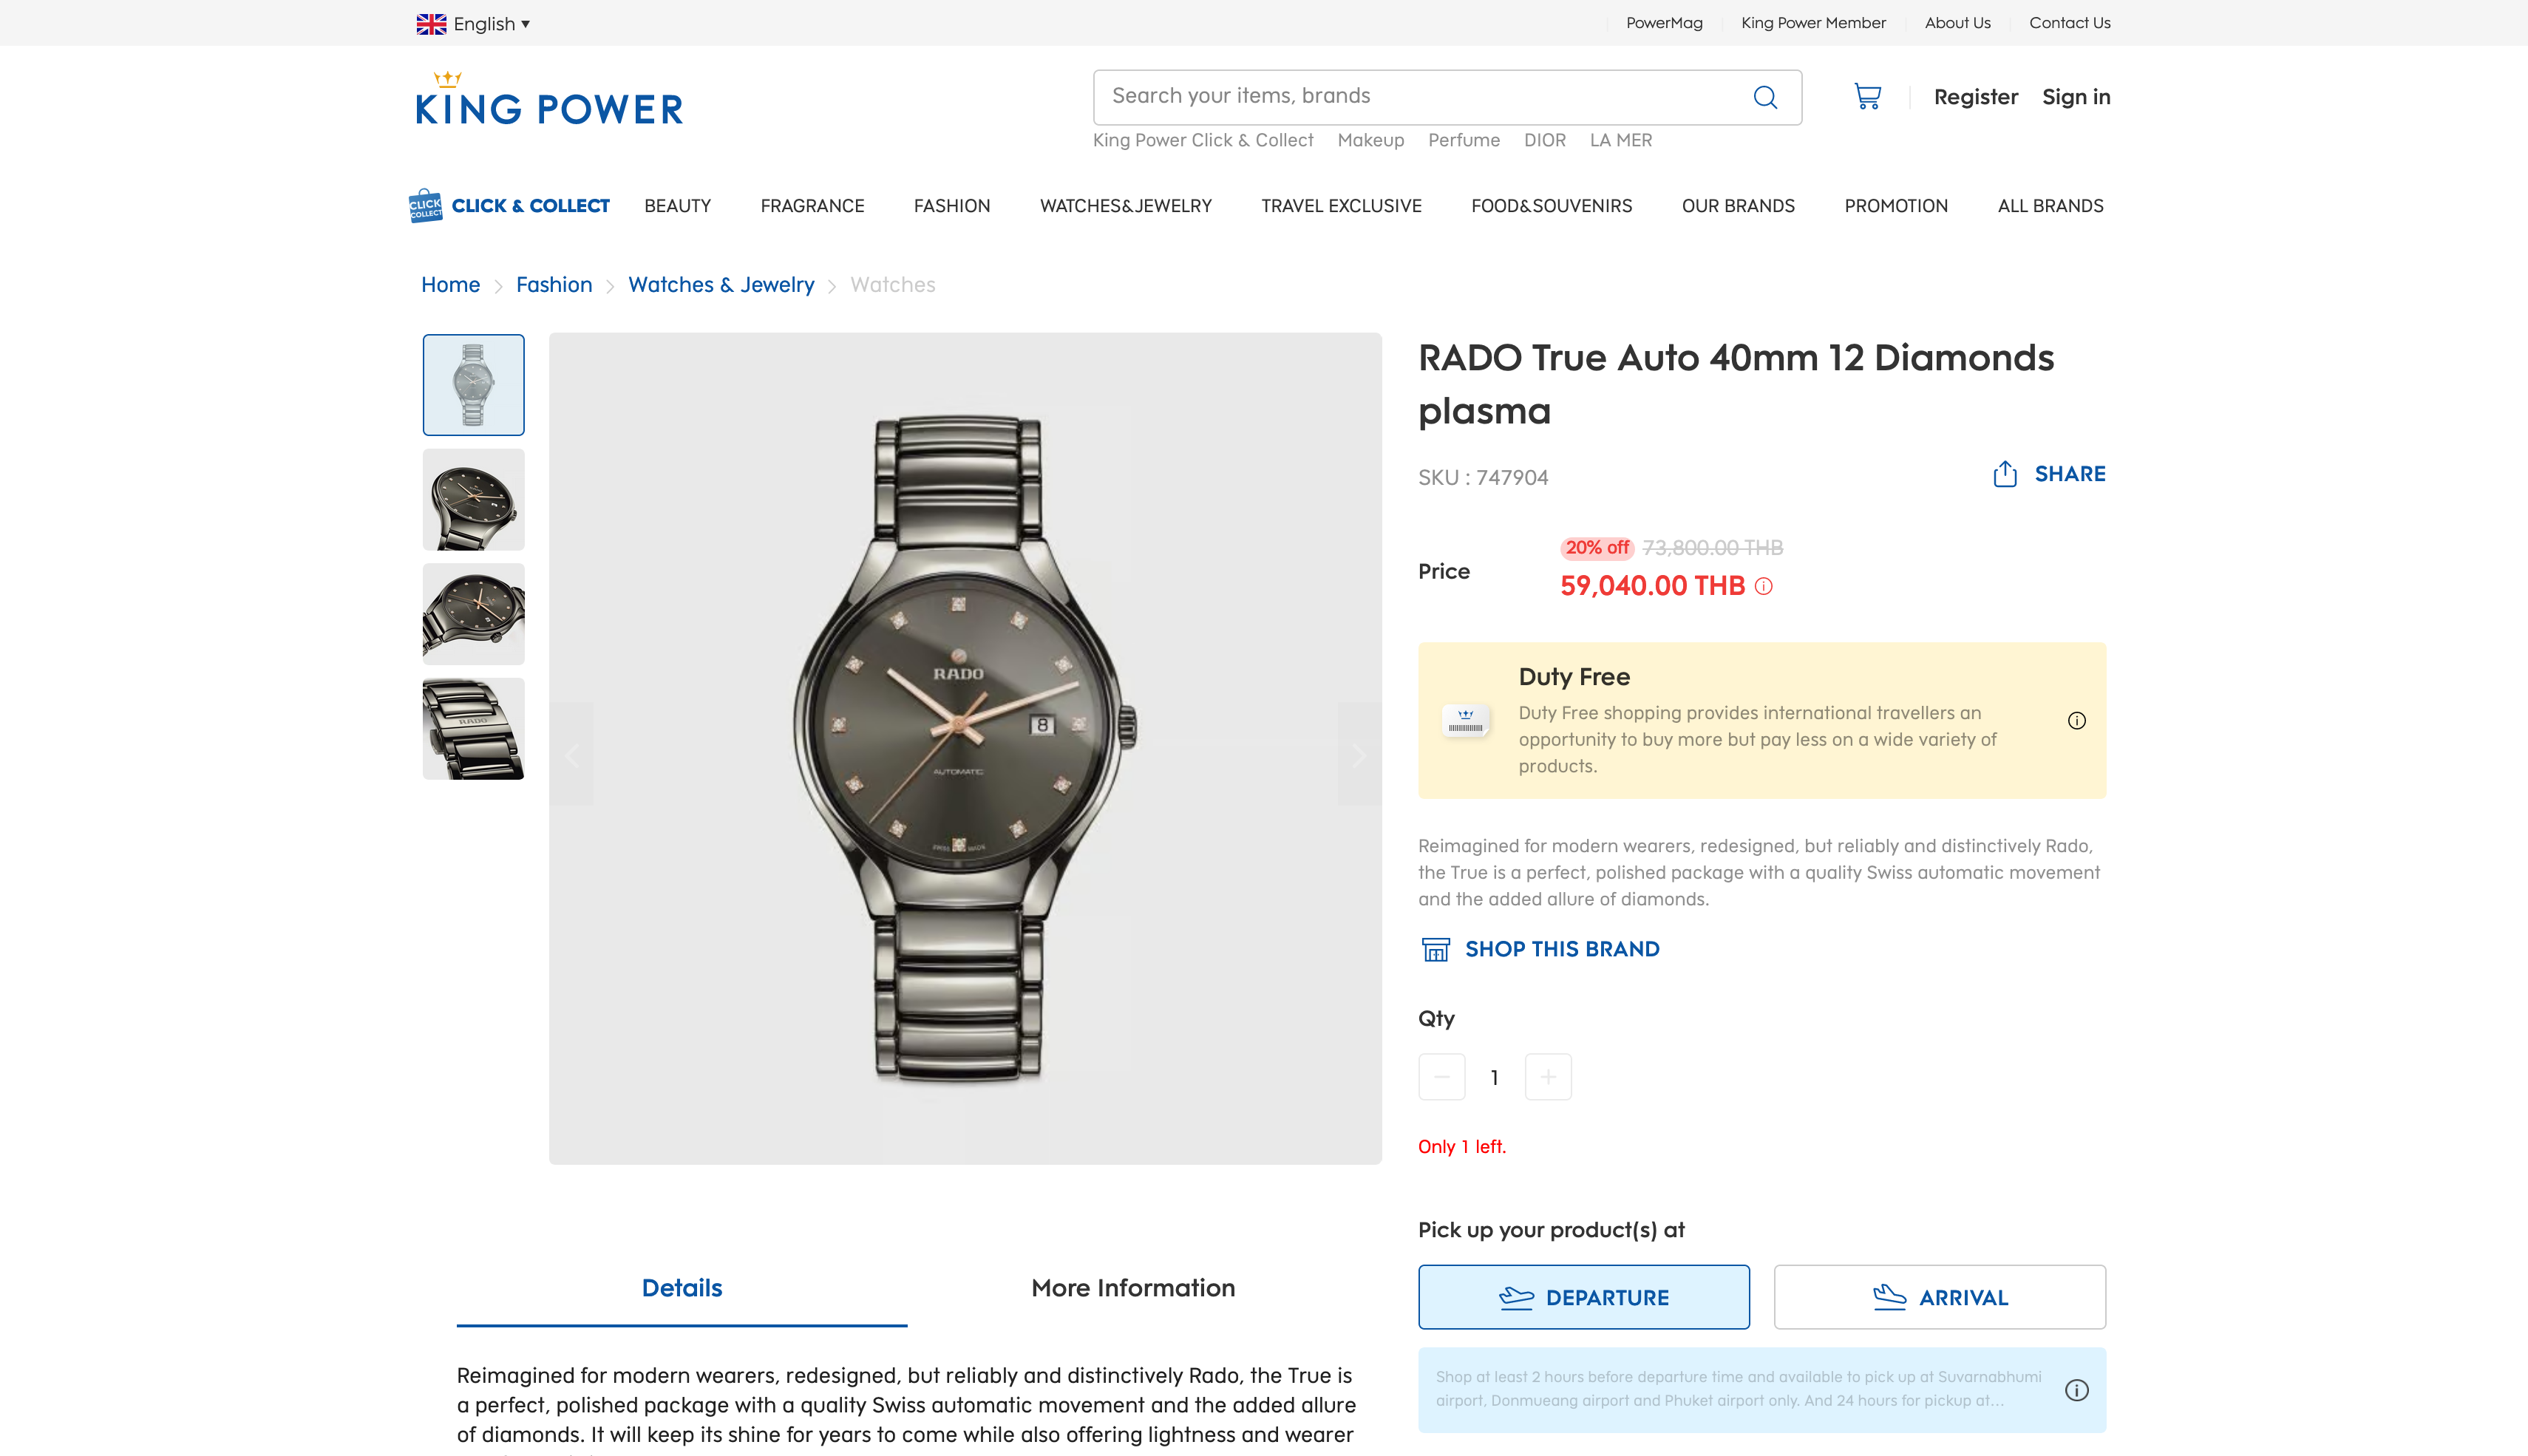 English ▾
PowerMag
King Power Member
About Us
Contact Us
KING POWER
Search your items, brands
Register
Sign in
King Power Click & Collect
Makeup
Perfume
DIOR
LA MER
CLICK
COLLECT
CLICK & COLLECT
BEAUTY
FRAGRANCE
FASHION
WATCHES&JEWELRY
TRAVEL EXCLUSIVE
FOOD&SOUVENIRS
OUR BRANDS
PROMOTION
ALL BRANDS
Home
Fashion
Watches & Jewelry
Watches
RADO
8
AUTOMATIC
SWISS MADE
RADO
RADO True Auto 40mm 12 Diamonds
plasma
SKU : 747904
SHARE
Price
20% off 73,800.00 THB
59,040.00 THB
Duty Free
Duty Free shopping provides international travellers an
opportunity to buy more but pay less on a wide variety of
products.
Reimagined for modern wearers, redesigned, but reliably and distinctively Rado,
the True is a perfect, polished package with a quality Swiss automatic movement
and the added allure of diamonds.
SHOP THIS BRAND
Qty
1
Only 1 left.
Pick up your product(s) at
DEPARTURE
ARRIVAL
Shop at least 2 hours before departure time and available to pick up at Suvarnabhumi
airport, Donmueang airport and Phuket airport only. And 24 hours for pickup at...
Details
More Information
Reimagined for modern wearers, redesigned, but reliably and distinctively Rado, the True is
a perfect, polished package with a quality Swiss automatic movement and the added allure
of diamonds. It will keep its shine for years to come while also offering lightness and wearer